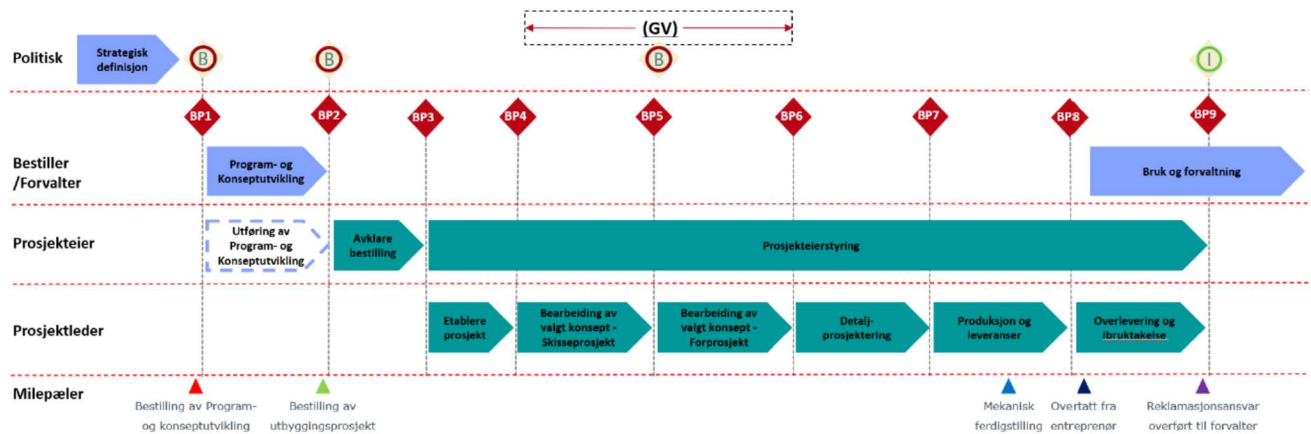 (GV)
Politisk
Strategisk
definisjon
B
B
B
I
BP1
BP2
BP3
BP4
BP5
BP6
BP7
BP8
BP9
Bestiller
/Forvalter
Program- og
Konseptutvikling
Bruk og forvaltning
Prosjekteier
Utføring av
Program- og
Konseptutvikling
Avklare
bestilling
Prosjekteierstyring
Prosjektleder
Etablere
prosjekt
Bearbeiding av
valgt konsept -
Skisseprosjekt
Bearbeiding av
valgt konsept -
Forprosjekt
Detalj-
prosjektering
Produksjon og
leveranser
Overlevering og
ibruktakelse
Milepæler
Bestilling av Program-
og konseptutvikling
Bestilling av
utbyggingsprosjekt
Mekanisk
ferdigstilling
Overtatt fra
entreprenør
Reklamasjonsansvar
overført til forvalter